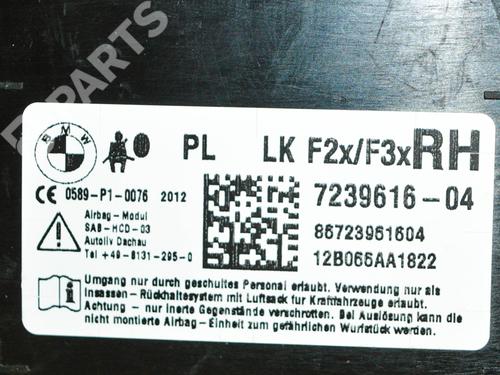 PARTS
BMW
PL LK F2x/F3x RH
CE 0589-P1-0076 2012
7239616-04
Airbag-Modul
SAB-HCD-03
Autoliv Dachau
Tel +49-8131-295-0
86723961604
12B066AA1822
Umgang nur durch geschultes Personal erlaubt. Verwendung nur als
Insassen-Rückhaltesystem mit Luftsack für Kraftfahrzeuge erlaubt.
Achtung - nur inerte Gegenstände verschrotten. Bei Auslösung kann die
nicht montierte Airbag-Einheit zum gefährlichen Wurfstück werden.